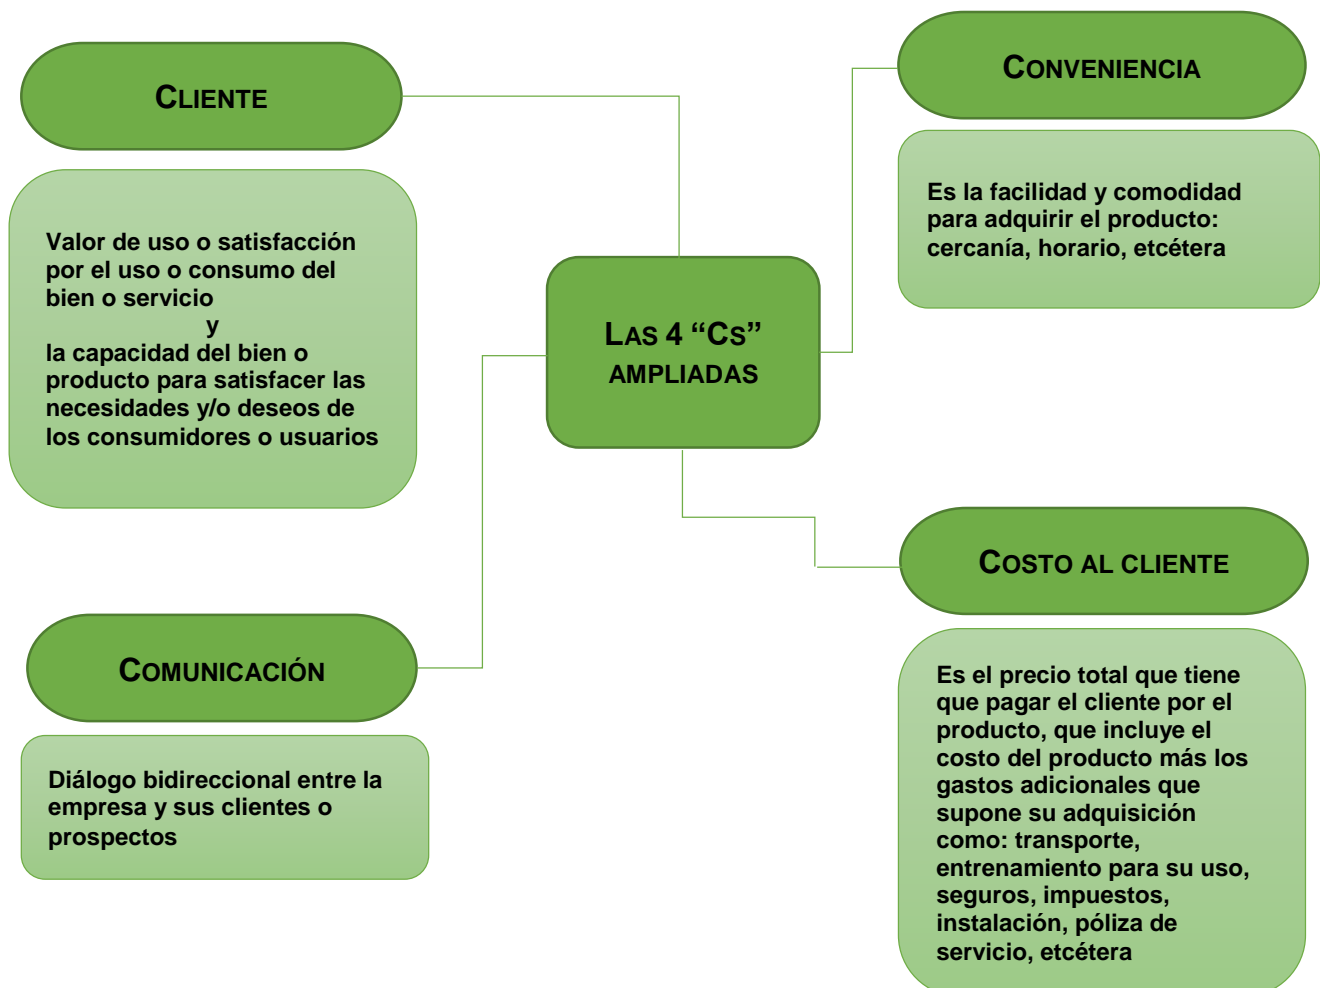 CLIENTE
Valor de uso o satisfacción
por el uso o consumo del
bien o servicio
y
la capacidad del bien o
producto para satisfacer las
necesidades y/o deseos de
los consumidores o usuarios
CONVENIENCIA
Es la facilidad y comodidad
para adquirir el producto:
cercanía, horario, etcétera
LAS 4 “CS”
AMPLIADAS
COMUNICACIÓN
Diálogo bidireccional entre la
empresa y sus clientes o
prospectos
COSTO AL CLIENTE
Es el precio total que tiene
que pagar el cliente por el
producto, que incluye el
costo del producto más los
gastos adicionales que
supone su adquisición
como: transporte,
entrenamiento para su uso,
seguros, impuestos,
instalación, póliza de
servicio, etcétera